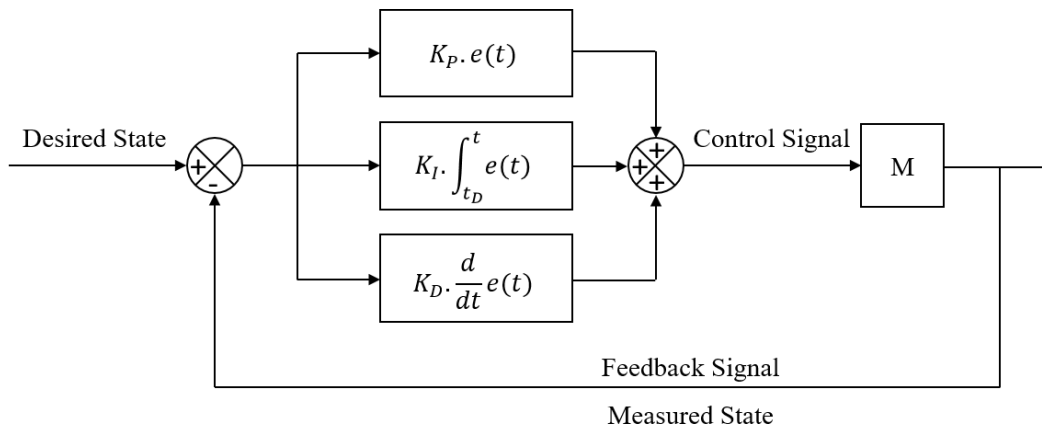 K_P. e(t)
Desired State
+
-
K_I. ∫_{t_D}^{t} e(t)
+
+
+
Control Signal
M
K_D. d/dt e(t)
Feedback Signal
Measured State